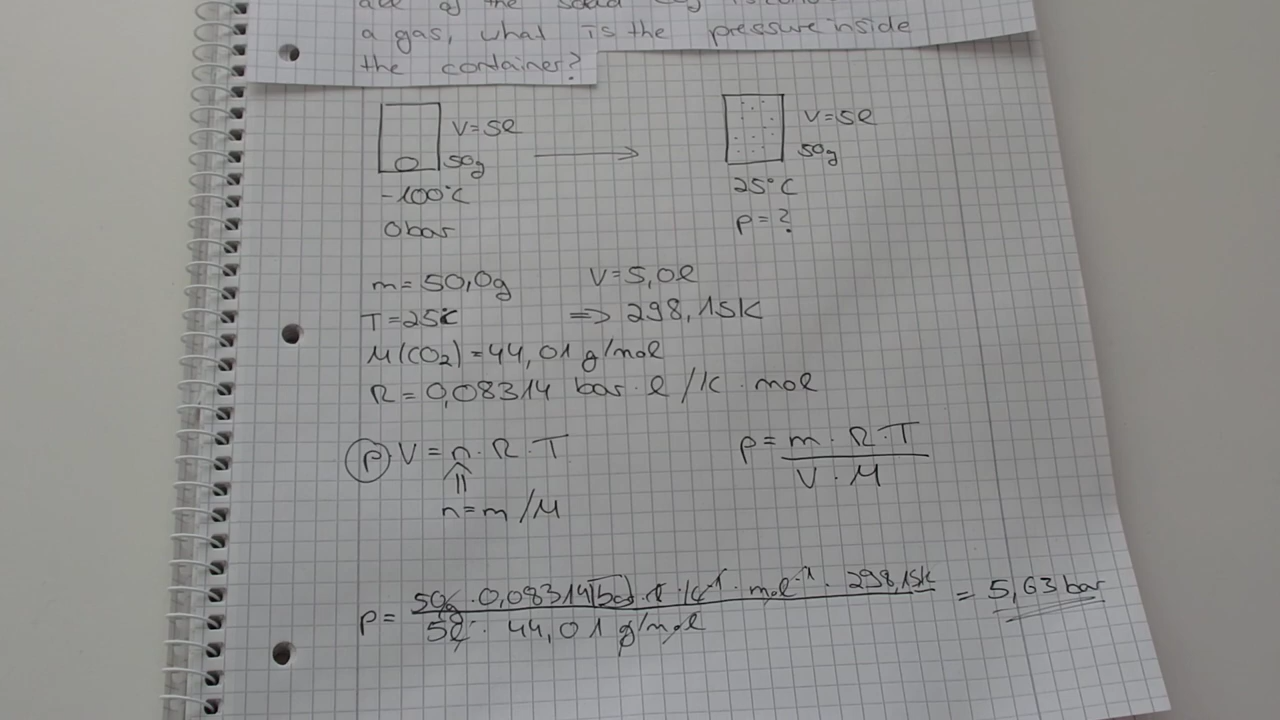 a gas, what is the pressure inside
the container?
V=5ℓ
50g
-100°C
0bar
V=5ℓ
50g
25°C
p=?
m=50,0g V=5,0ℓ
T=25°C => 298,15K
M(CO₂)=44,01 g/mol
R=0,08314 bar·ℓ/K·mol
p V=n·R·T
n=m/M
p=m·R·T
V·M
p= 50g·0,08314 bar·ℓ·K⁻¹·mol⁻¹·298,15K = 5,63 bar
5ℓ·44,01 g/mol